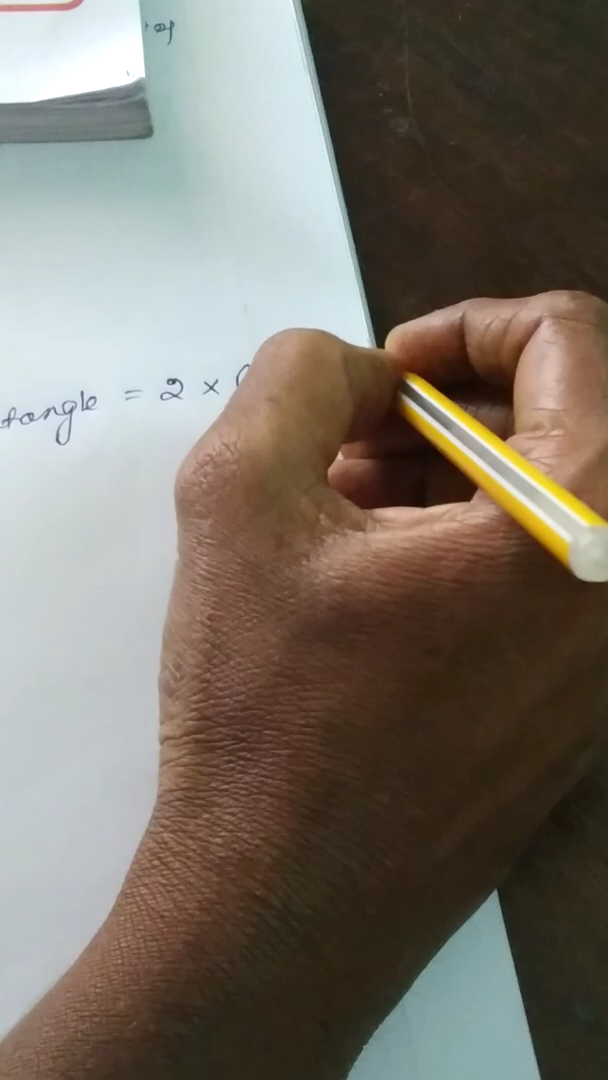 tangle = 2 × (